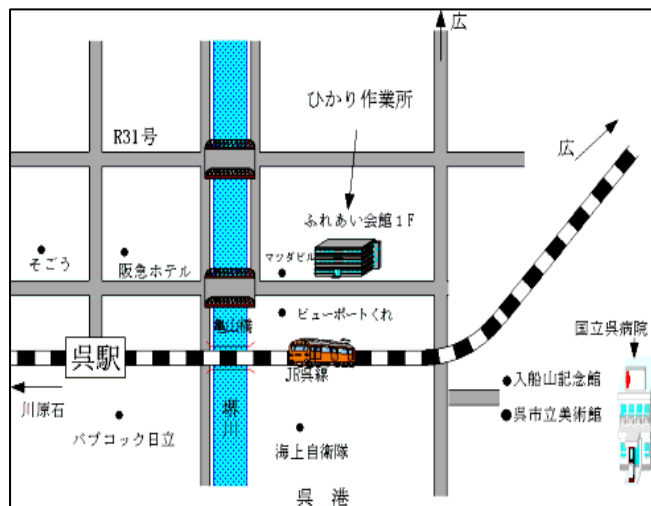 広
ひかり作業所
R31号
広
ふれあい会館1F
そごう
阪急ホテル
マツダビル
亀山橋
ビューポートくれ
国立呉病院
呉駅
JR呉線
入船山記念館
川原石
バブコック日立
堺川
海上自衛隊
呉市立美術館
呉 港